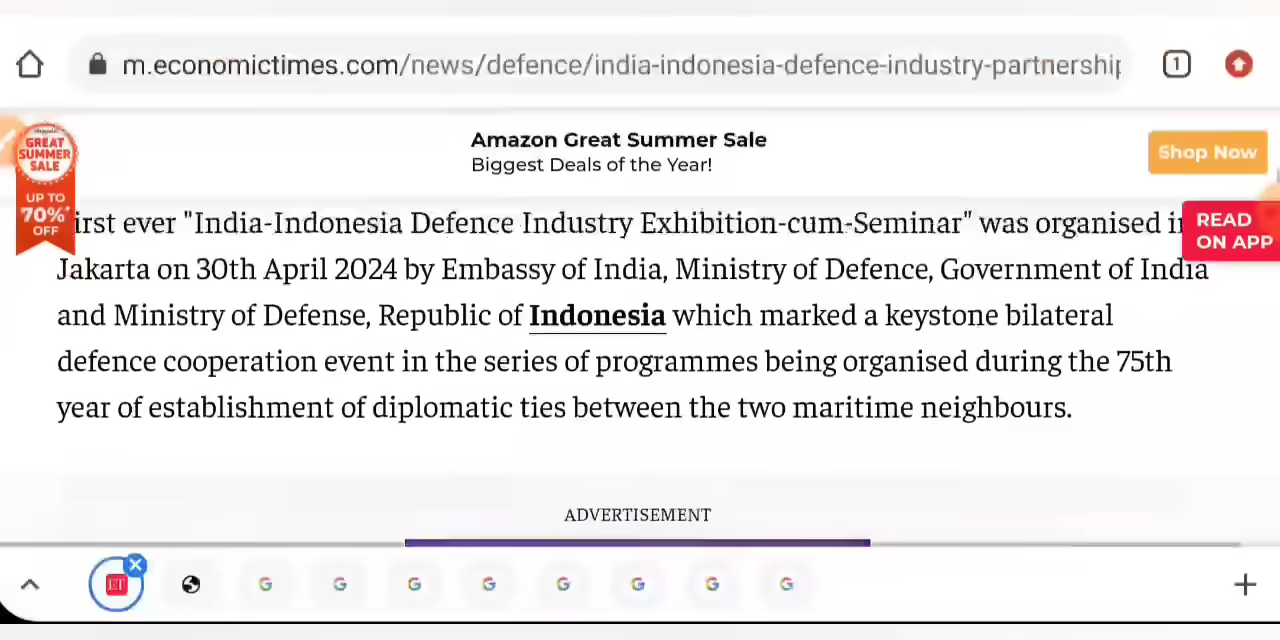 m.economictimes.com/news/defence/india-indonesia-defence-industry-partnership
1
GREAT
SUMMER
SALE
UP TO
70%*
OFF
Amazon Great Summer Sale
Biggest Deals of the Year!
Shop Now
READ
ON APP
irst ever "India-Indonesia Defence Industry Exhibition-cum-Seminar" was organised in
Jakarta on 30th April 2024 by Embassy of India, Ministry of Defence, Government of India
and Ministry of Defense, Republic of Indonesia which marked a keystone bilateral
defence cooperation event in the series of programmes being organised during the 75th
year of establishment of diplomatic ties between the two maritime neighbours.
ADVERTISEMENT
ET